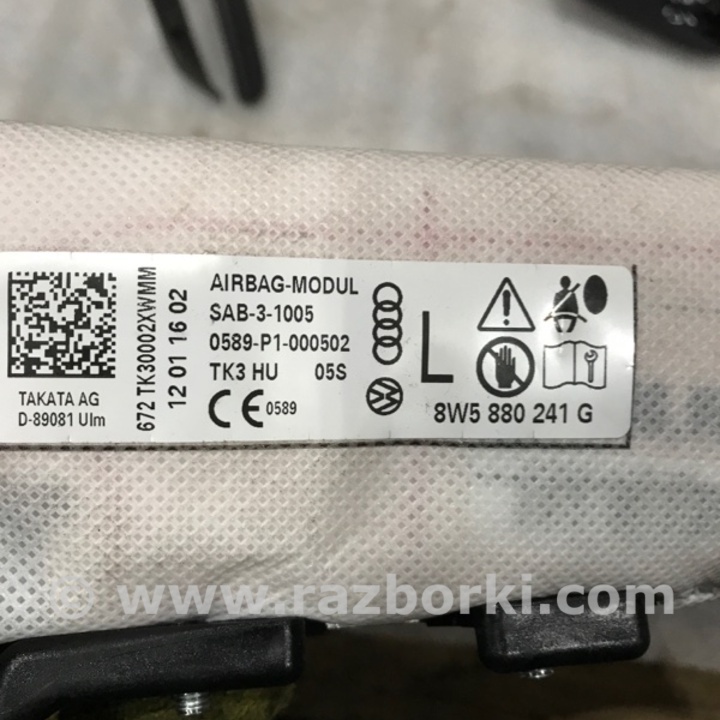 TAKATA AG
D-89081 Ulm
672 TK30002XWMM
12 01 16 02
AIRBAG-MODUL
SAB-3-1005
0589-P1-000502
TK3 HU 05S
CE 0589
L
8W5 880 241 G
© www.razborki.com